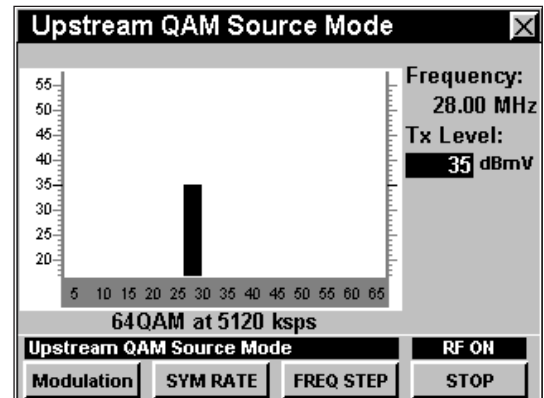 Upstream QAM Source Mode
Frequency:
28.00 MHz
Tx Level:
35 dBmV
55
50
45
40
35
30
25
20
5 10 15 20 25 30 35 40 45 50 55 60 65
64QAM at 5120 ksps
Upstream QAM Source Mode RF ON
Modulation SYM RATE FREQ STEP STOP